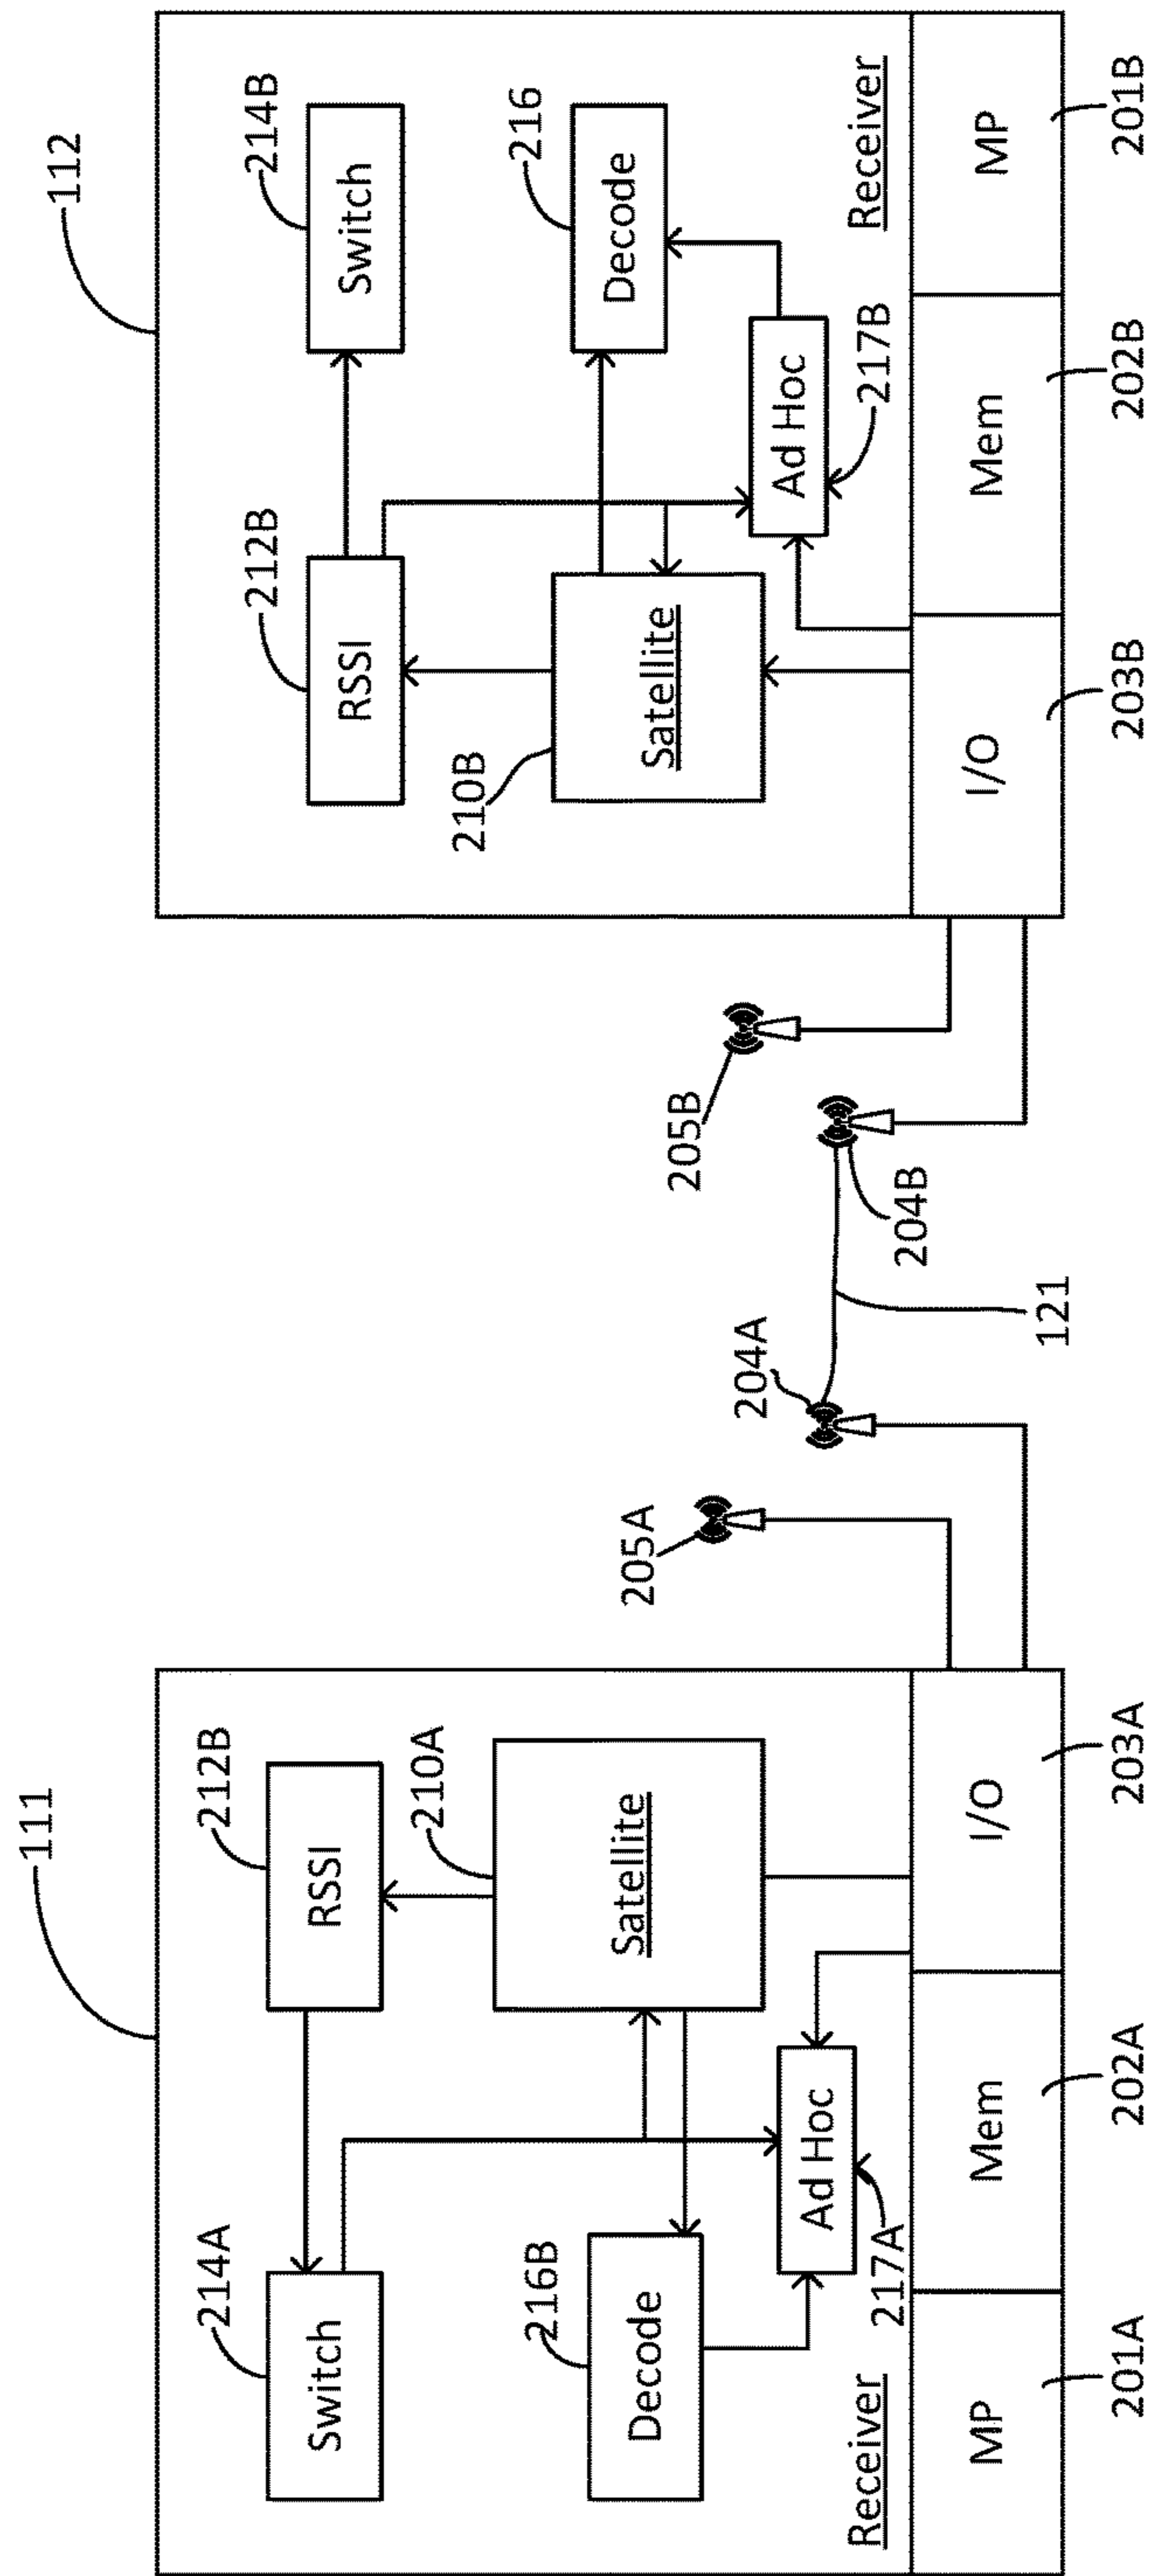 111
112
214A
212B
212B
214B
Switch
RSSI
RSSI
Switch
216B
210A
205A
204A
205B
210B
216
Decode
Satellite
204B
Satellite
Decode
Ad Hoc
121
Ad Hoc
217A
217B
Receiver
Receiver
MP
Mem
I/O
I/O
Mem
MP
201A
202A
203A
203B
202B
201B